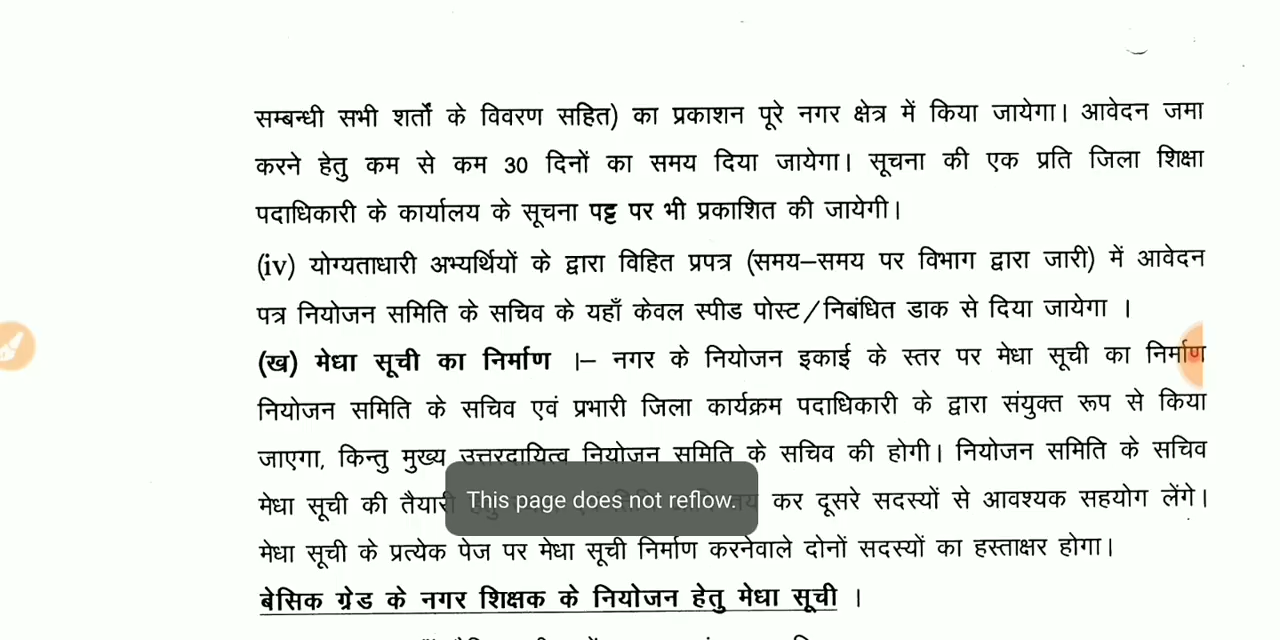 सम्बन्धी सभी शर्तों के विवरण सहित) का प्रकाशन पूरे नगर क्षेत्र में किया जायेगा। आवेदन जमा
करने हेतु कम से कम 30 दिनों का समय दिया जायेगा। सूचना की एक प्रति जिला शिक्षा
पदाधिकारी के कार्यालय के सूचना पट्ट पर भी प्रकाशित की जायेगी।
(iv) योग्यताधारी अभ्यर्थियों के द्वारा विहित प्रपत्र (समय–समय पर विभाग द्वारा जारी) में आवेदन
पत्र नियोजन समिति के सचिव के यहाँ केवल स्पीड पोस्ट/निबंधित डाक से दिया जायेगा ।
(ख) मेधा सूची का निर्माण ।– नगर के नियोजन इकाई के स्तर पर मेधा सूची का निर्माण
नियोजन समिति के सचिव एवं प्रभारी जिला कार्यक्रम पदाधिकारी के द्वारा संयुक्त रूप से किया
जाएगा, किन्तु मुख्य उत्तरदायित्व नियोजन समिति के सचिव की होगी। नियोजन समिति के सचिव
मेधा सूची की तैयारी कर दूसरे सदस्यों से आवश्यक सहयोग लेंगे।
This page does not reflow.
मेधा सूची के प्रत्येक पेज पर मेधा सूची निर्माण करनेवाले दोनों सदस्यों का हस्ताक्षर होगा।
बेसिक ग्रेड के नगर शिक्षक के नियोजन हेतु मेधा सूची ।